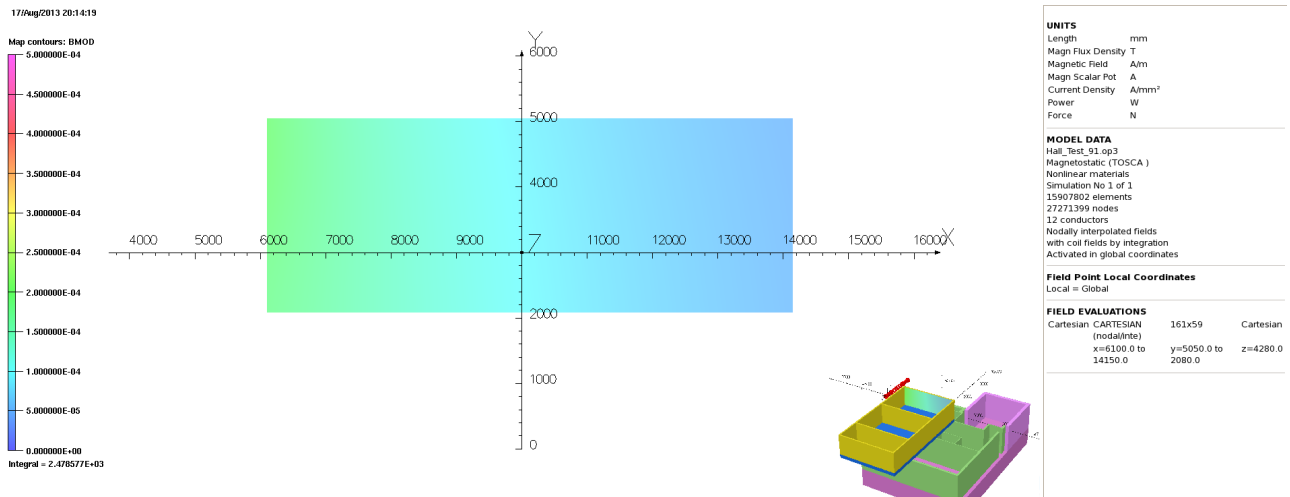 17/Aug/2013 20:14:19
Map contours: BMOD
5.000000E-04
4.500000E-04
4.000000E-04
3.500000E-04
3.000000E-04
2.500000E-04
2.000000E-04
1.500000E-04
1.000000E-04
5.000000E-05
0.000000E+00
Integral = 2.476577E+03
Y
6000
5000
4000
4000 5000 6000 7000 8000 9000 Z 11000 12000 13000 14000 15000 16000 X
2000
1000
0
UNITS
Length mm
Magn Flux Density T
Magnetic Field A/m
Magn Scalar Pot A
Current Density A/mm²
Power W
Force N
MODEL DATA
Hall_Test_91.op3
Magnetostatic (TOSCA )
Nonlinear materials
Simulation No 1 of 1
15907802 elements
27271399 nodes
12 conductors
Nodally interpolated fields
with coil fields by integration
Activated in global coordinates
Field Point Local Coordinates
Local = Global
FIELD EVALUATIONS
Cartesian CARTESIAN 161x59 Cartesian
(nodal/inte)
x=6100.0 to y=5050.0 to z=4280.0
14150.0 2080.0